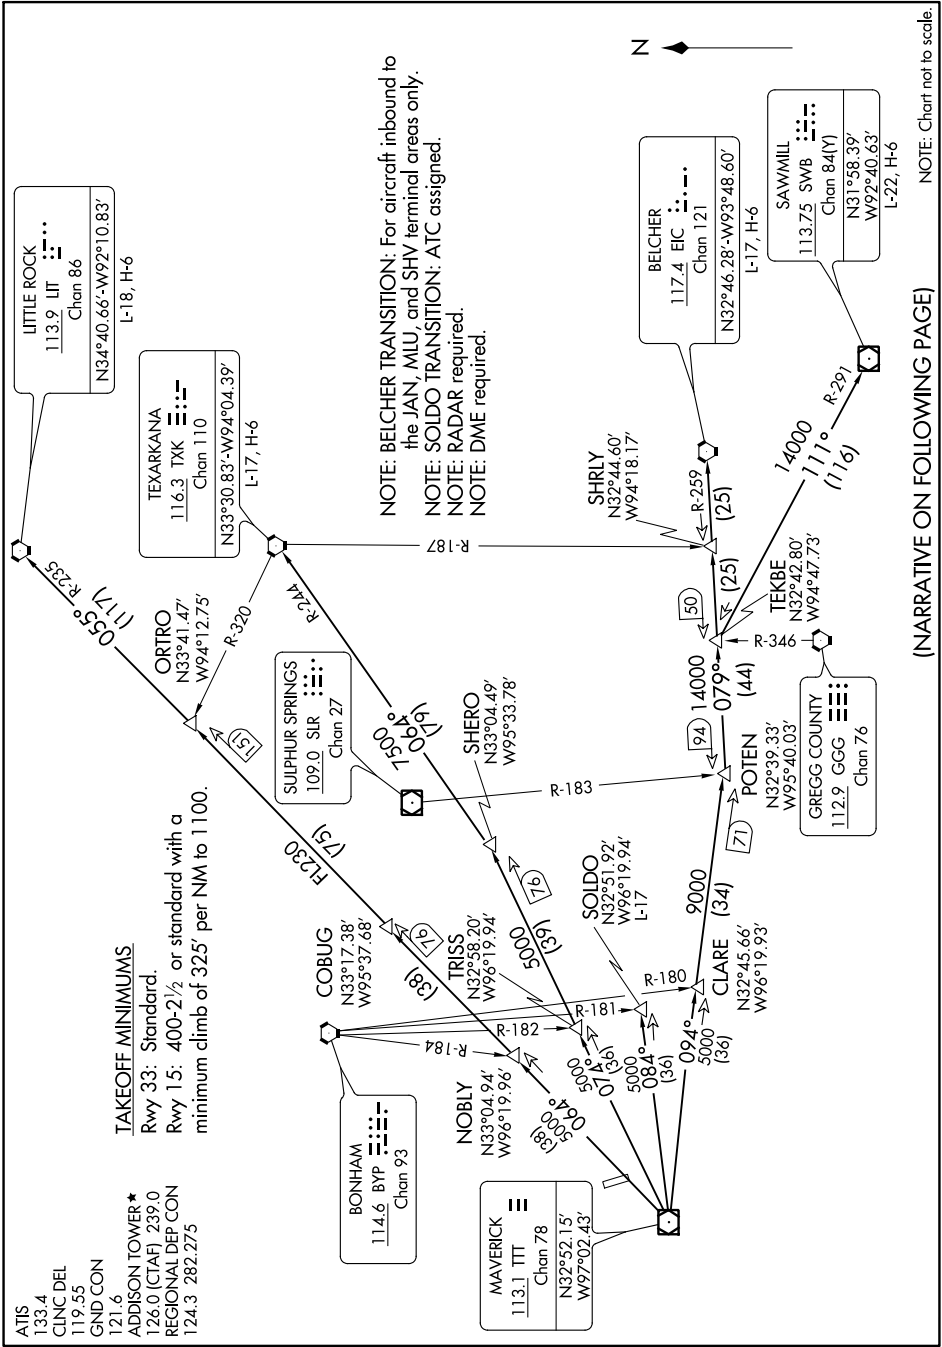 ATIS
133.4
CLNC DEL
119.55
GND CON
121.6
ADDISON TOWER★
126.0 (CTAF) 239.0
REGIONAL DEP CON
124.3 282.275
TAKEOFF MINIMUMS
Rwy 33: Standard.
Rwy 15: 400-2½ or standard with a
minimum climb of 325' per NM to 1100.
LITTLE ROCK
113.9 LIT
Chan 86
N34°40.66'-W92°10.83'
L-18, H-6
TEXARKANA
116.3 TXK
Chan 110
N33°30.83'-W94°04.39'
L-17, H-6
NOTE: BELCHER TRANSITION: For aircraft inbound to
the JAN, MLU, and SHV terminal areas only.
NOTE: SOLDO TRANSITION: ATC assigned.
NOTE: RADAR required.
NOTE: DME required.
N
R-235
055°
(117)
ORTRO
N33°41.47'
W94°12.75'
R-320
(151)
FL230
(75)
COBUG
N33°17.38'
W95°37.68'
(76)
(38)
SULPHUR SPRINGS
109.0 SLR
Chan 27
R-244
7500
064°
(79)
SHERO
N33°04.49'
W95°33.78'
(76)
5000
(39)
BONHAM
114.6 BYP
Chan 93
R-184
R-182
R-181
R-180
NOBLY
N33°04.94'
W96°19.96'
TRISS
N32°58.20'
W96°19.94'
SOLDO
N32°51.92'
W96°19.94'
L-17
CLARE
N32°45.66'
W96°19.93'
064°
5000
(38)
5000
074°
(36)
5000
084°
(36)
094°
5000
(36)
MAVERICK
113.1 TTT
Chan 78
N32°52.15'
W97°02.43'
9000
(34)
71
R-183
POTEN
N32°39.33'
W95°40.03'
94
14000
079°
(44)
50
R-346
GREGG COUNTY
112.9 GGG
Chan 76
TEKBE
N32°42.80'
W94°47.73'
(25)
R-187
SHRLY
N32°44.60'
W94°18.17'
R-259
(25)
BELCHER
117.4 EIC
Chan 121
N32°46.28'-W93°48.60'
L-17, H-6
14000
111°
(116)
R-291
SAWMILL
113.75 SWB
Chan 84(Y)
N31°58.39'
W92°40.63'
L-22, H-6
(NARRATIVE ON FOLLOWING PAGE)
NOTE: Chart not to scale.